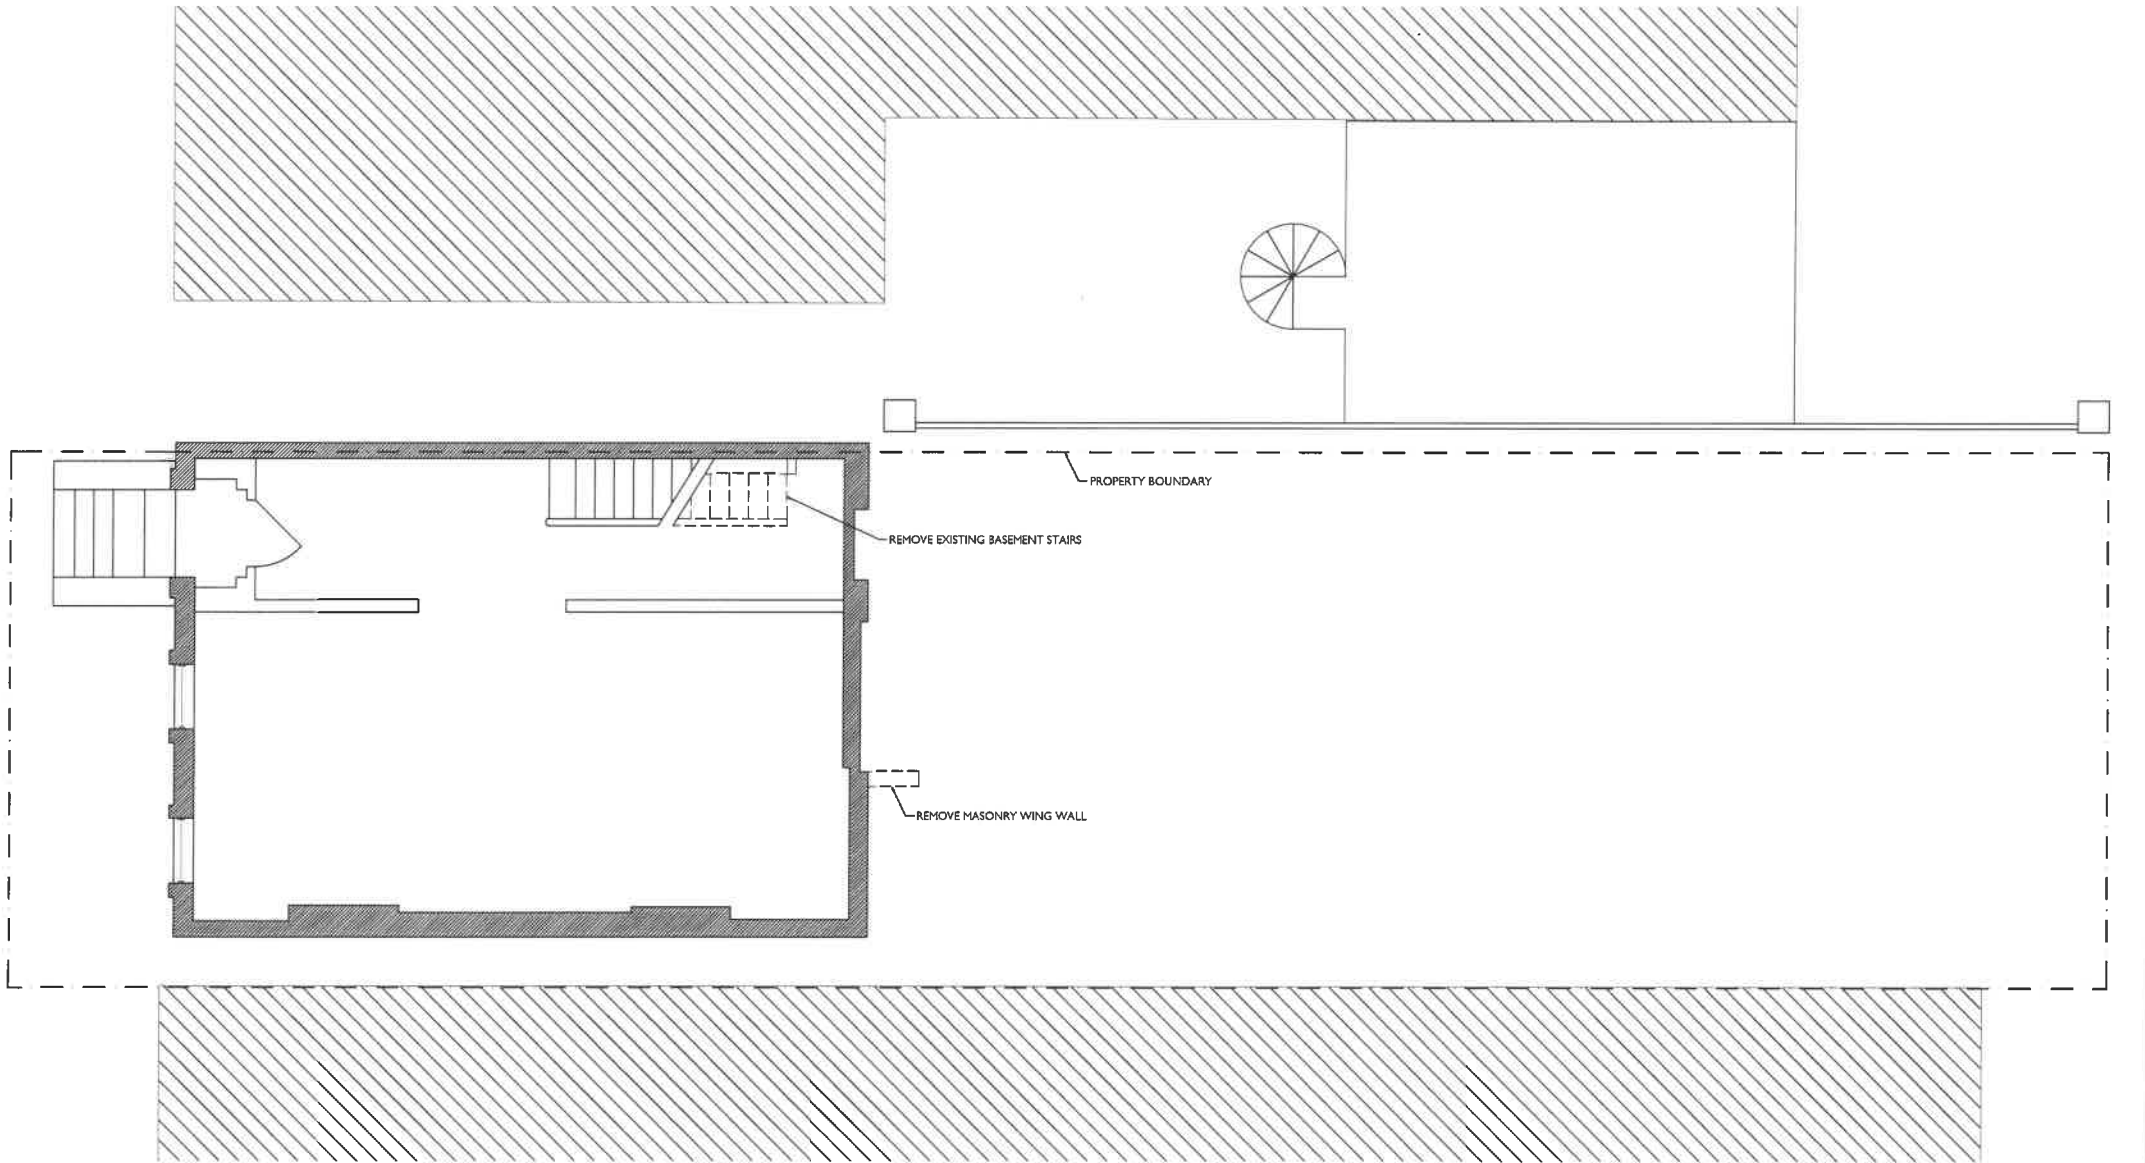 PROPERTY BOUNDARY
REMOVE EXISTING BASEMENT STAIRS
REMOVE MASONRY WING WALL